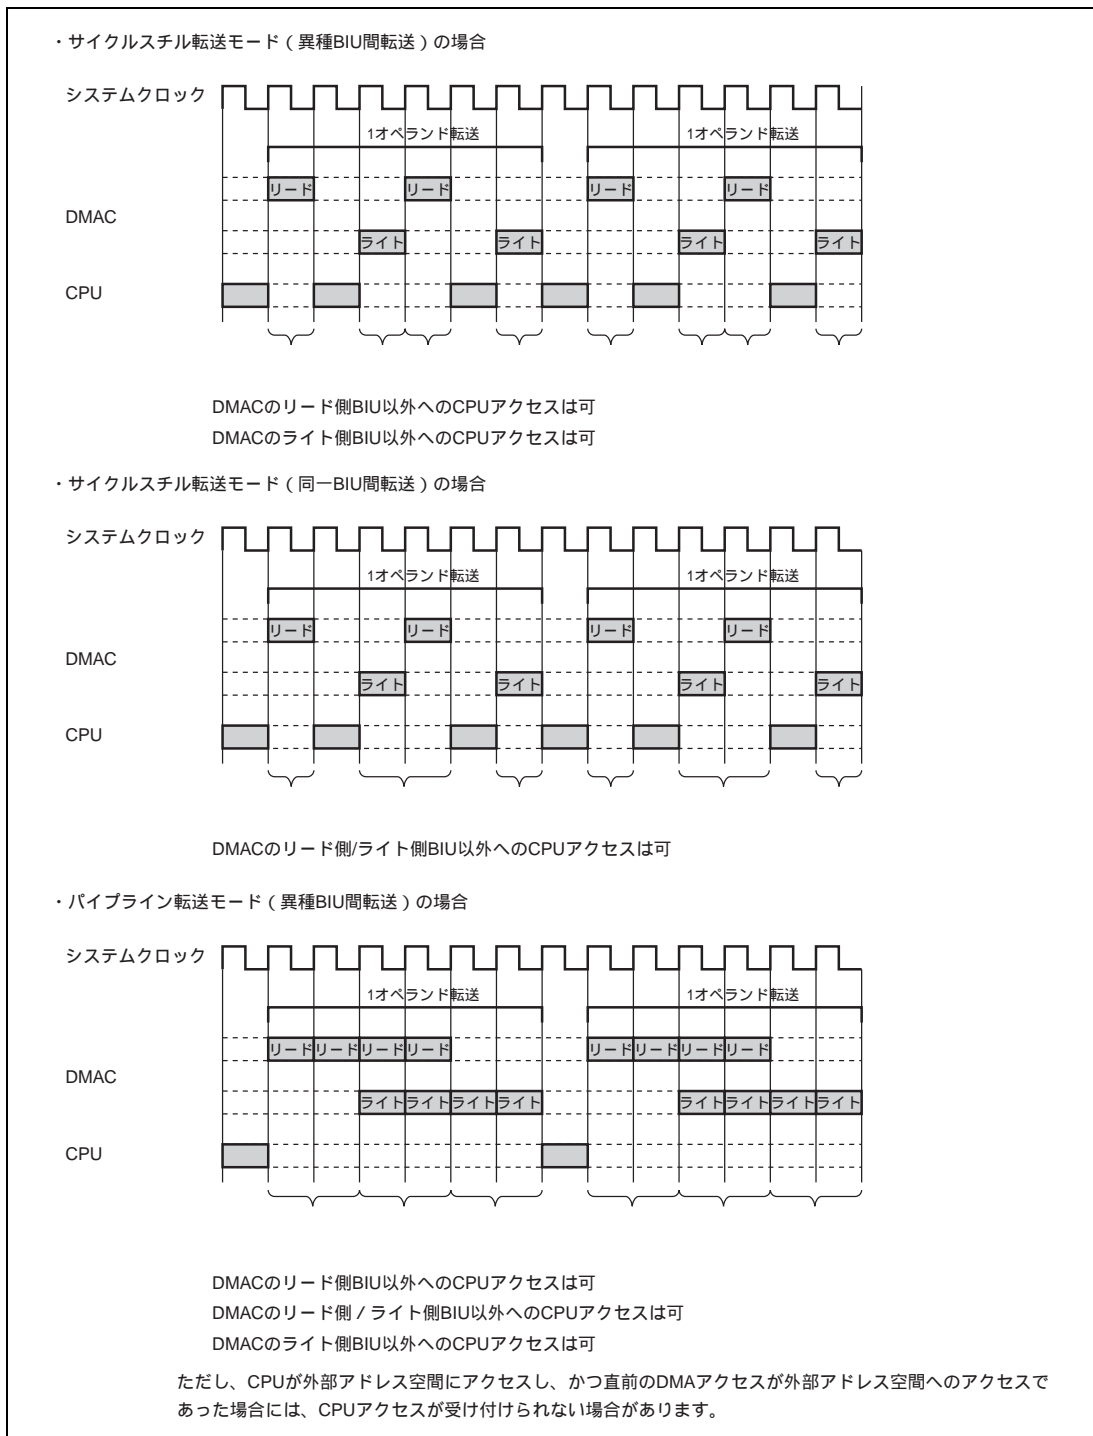 ・サイクルスチル転送モード（異種BIU間転送）の場合
システムクロック
1オペランド転送 1オペランド転送
リード リード リード リード
DMAC
ライト ライト ライト ライト
CPU
DMACのリード側BIU以外へのCPUアクセスは可
DMACのライト側BIU以外へのCPUアクセスは可
・サイクルスチル転送モード（同一BIU間転送）の場合
システムクロック
1オペランド転送 1オペランド転送
リード リード リード リード
DMAC
ライト ライト ライト ライト
CPU
DMACのリード側/ライト側BIU以外へのCPUアクセスは可
・パイプライン転送モード（異種BIU間転送）の場合
システムクロック
1オペランド転送 1オペランド転送
リード リード リード リード リード リード リード リード
DMAC
ライト ライト ライト ライト ライト ライト ライト ライト
CPU
DMACのリード側BIU以外へのCPUアクセスは可
DMACのリード側／ライト側BIU以外へのCPUアクセスは可
DMACのライト側BIU以外へのCPUアクセスは可
ただし、CPUが外部アドレス空間にアクセスし、かつ直前のDMAアクセスが外部アドレス空間へのアクセスで
あった場合には、CPUアクセスが受け付けられない場合があります。